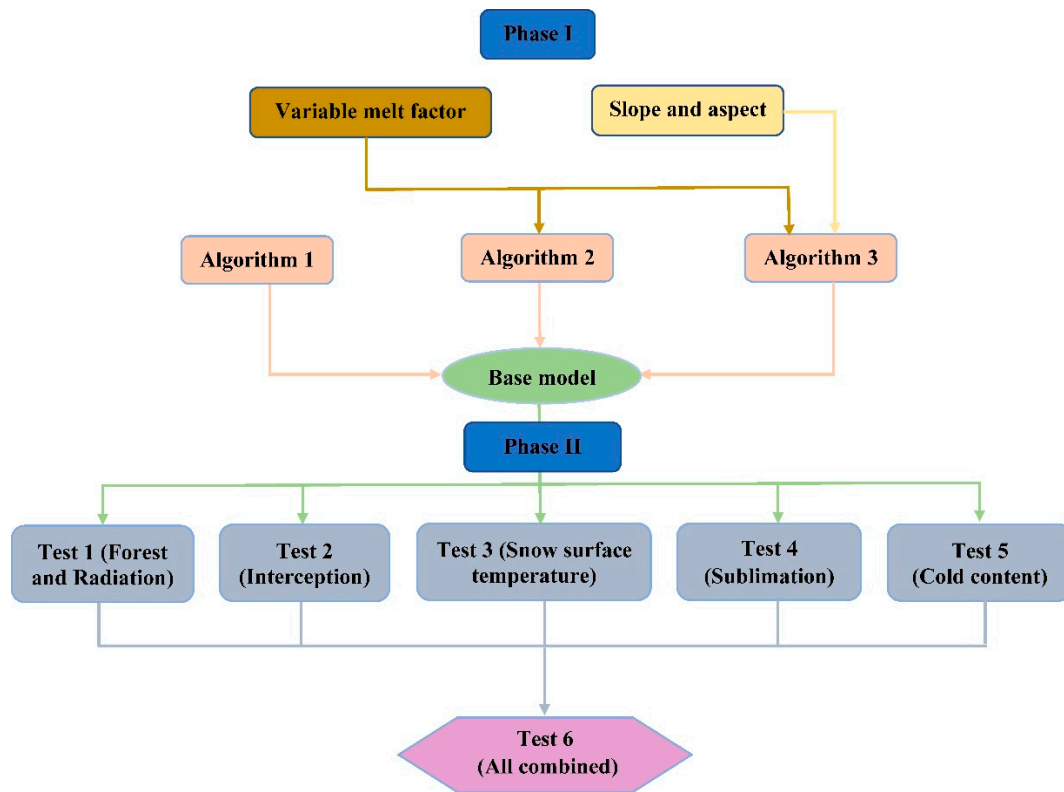 Phase I
Variable melt factor
Slope and aspect
Algorithm 1
Algorithm 2
Algorithm 3
Base model
Phase II
Test 1 (Forest
and Radiation)
Test 2
(Interception)
Test 3 (Snow surface
temperature)
Test 4
(Sublimation)
Test 5
(Cold content)
Test 6
(All combined)